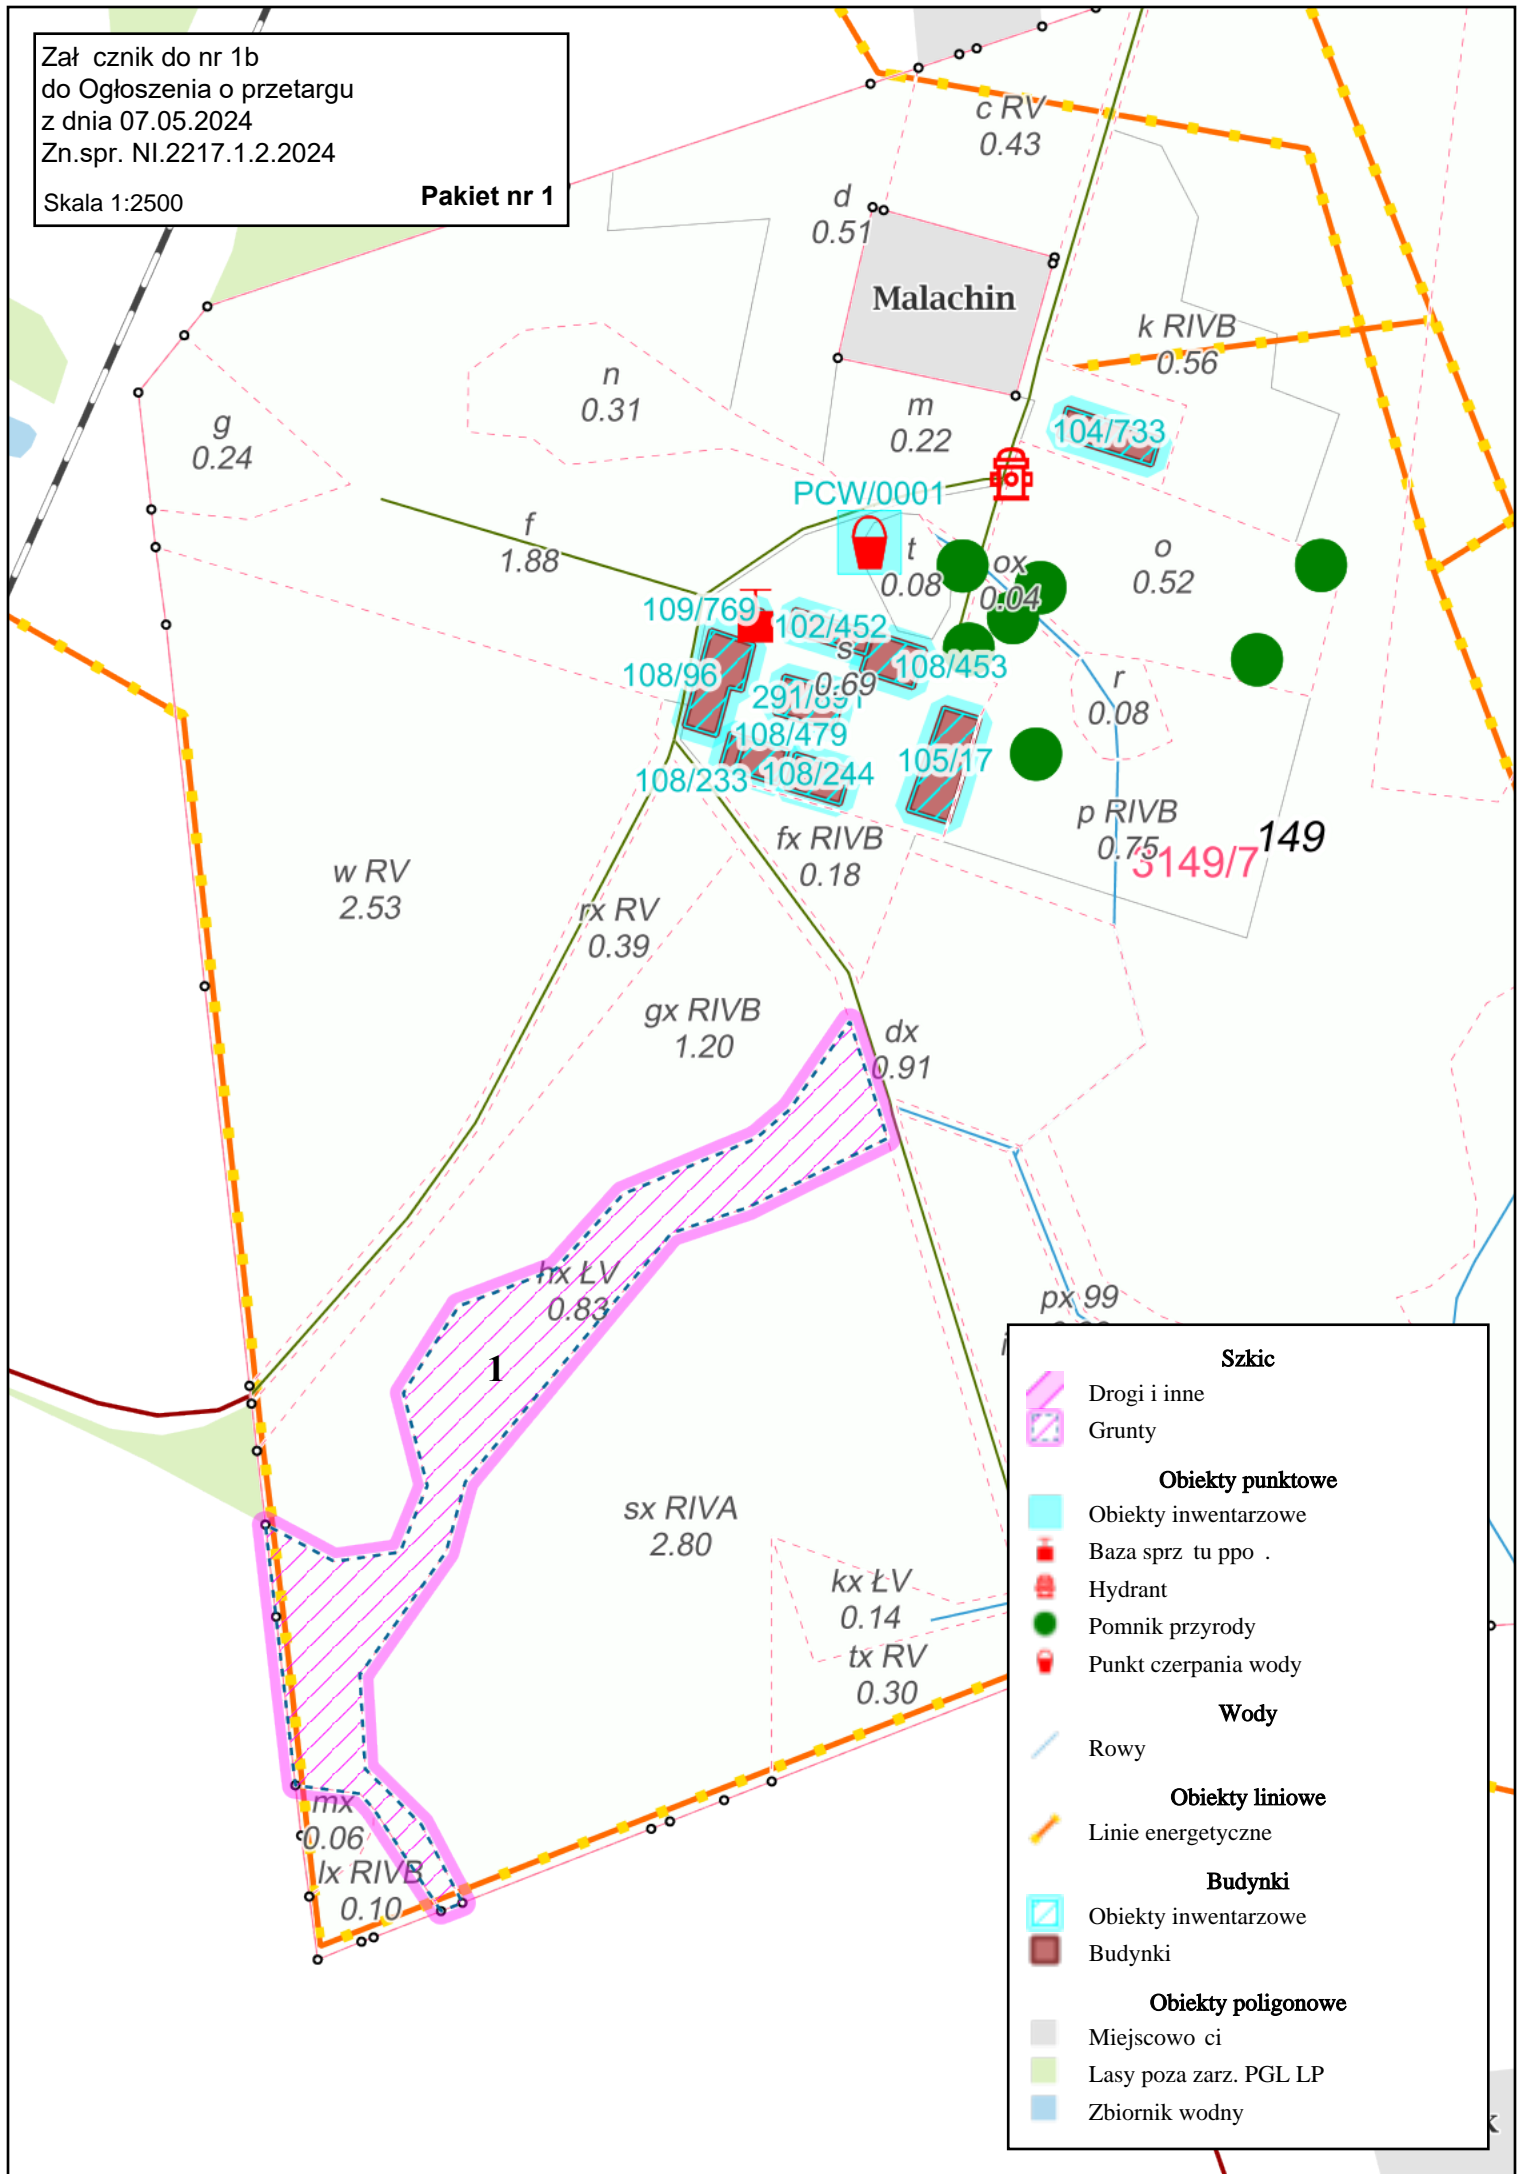 Zał cznik do nr 1b
do Ogłoszenia o przetargu
z dnia 07.05.2024
Zn.spr. NI.2217.1.2.2024
Skala 1:2500
Pakiet nr 1
c RV
0.43
d
0.51
Malachin
k RIVB
0.56
n
0.31
m
0.22
g
0.24
104/733
PCW/0001
f
1.88
t
0.08
ox
0.04
o
0.52
109/769
102/452
s
0.69
108/453
108/96
291/891
108/479
108/233
108/244
105/17
r
0.08
p RIVB
0.75
3149/7
149
fx RIVB
0.18
w RV
2.53
rx RV
0.39
gx RIVB
1.20
dx
0.91
hx ŁV
0.83
1
px 99
sx RIVA
2.80
kx ŁV
0.14
tx RV
0.30
mx
0.06
lx RIVB
0.10
Szkic
Drogi i inne
Grunty
Obiekty punktowe
Obiekty inwentarzowe
Baza sprz tu ppo .
Hydrant
Pomnik przyrody
Punkt czerpania wody
Wody
Rowy
Obiekty liniowe
Linie energetyczne
Budynki
Obiekty inwentarzowe
Budynki
Obiekty poligonowe
Miejscowo ci
Lasy poza zarz. PGL LP
Zbiornik wodny